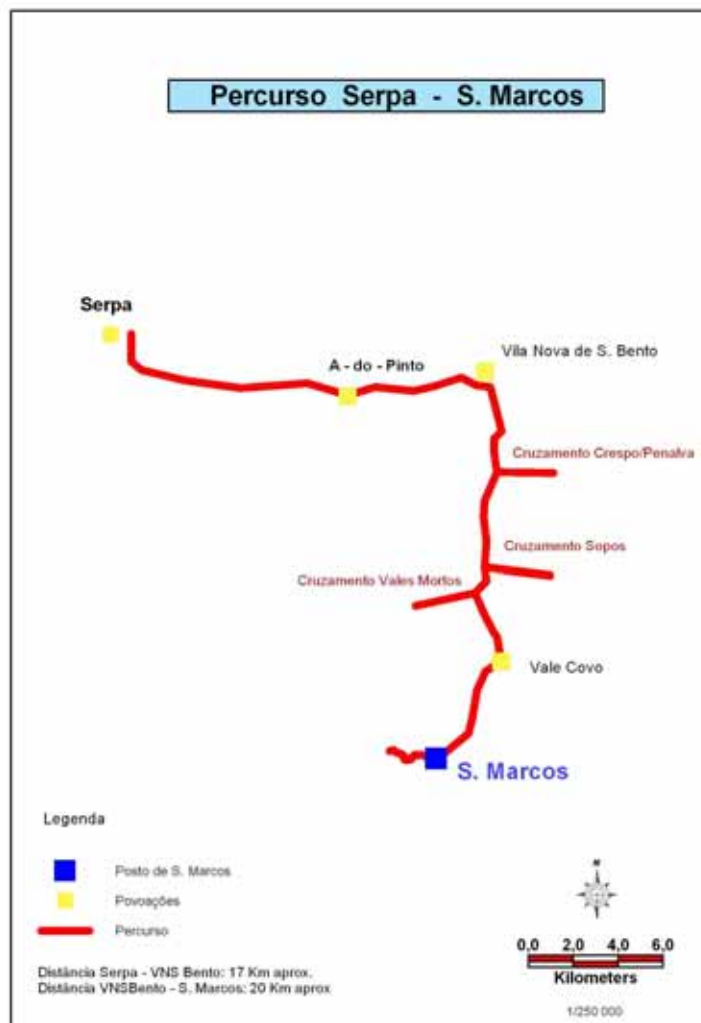 Percurso Serpa - S. Marcos
Serpa
A - do - Pinto
Vila Nova de S. Bento
Cruzamento Crespo/Penalva
Cruzamento Sopos
Cruzamento Vales Mortos
Vale Covo
S. Marcos
Legenda
Posto de S. Marcos
Povoações
Percurso
N
0,0 2,0 4,0 6,0
Kilometers
1/250 000
Distância Serpa - VNS Bento: 17 Km aprox.
Distância VNSBento - S. Marcos: 20 Km aprox